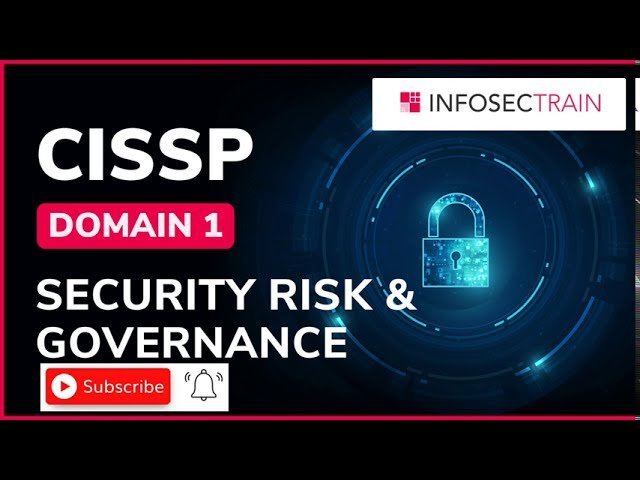 INFOSECTRAIN
CISSP
DOMAIN 1
SECURITY RISK &
GOVERNANCE
Subscribe